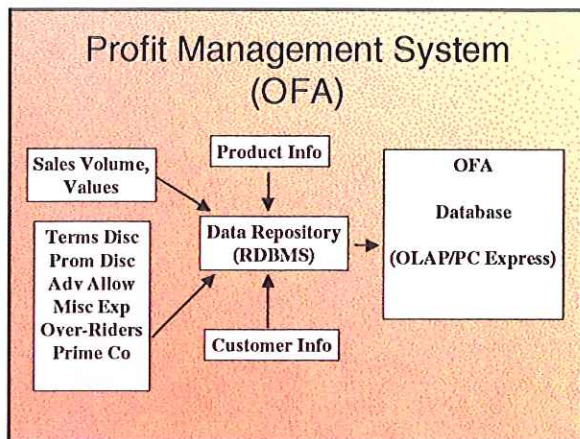 Profit Management System
(OFA)
Sales Volume,
Values
Product Info
OFA
Database
(OLAP/PC Express)
Terms Disc
Prom Disc
Adv Allow
Misc Exp
Over-Riders
Prime Co
Data Repository
(RDBMS)
Customer Info